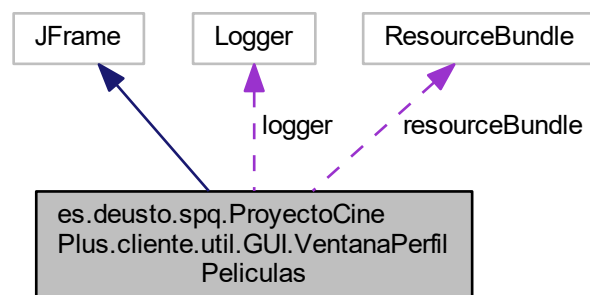 JFrame
Logger
ResourceBundle
logger
resourceBundle
es.deusto.spq.ProyectoCine
Plus.cliente.util.GUI.VentanaPerfil
Peliculas